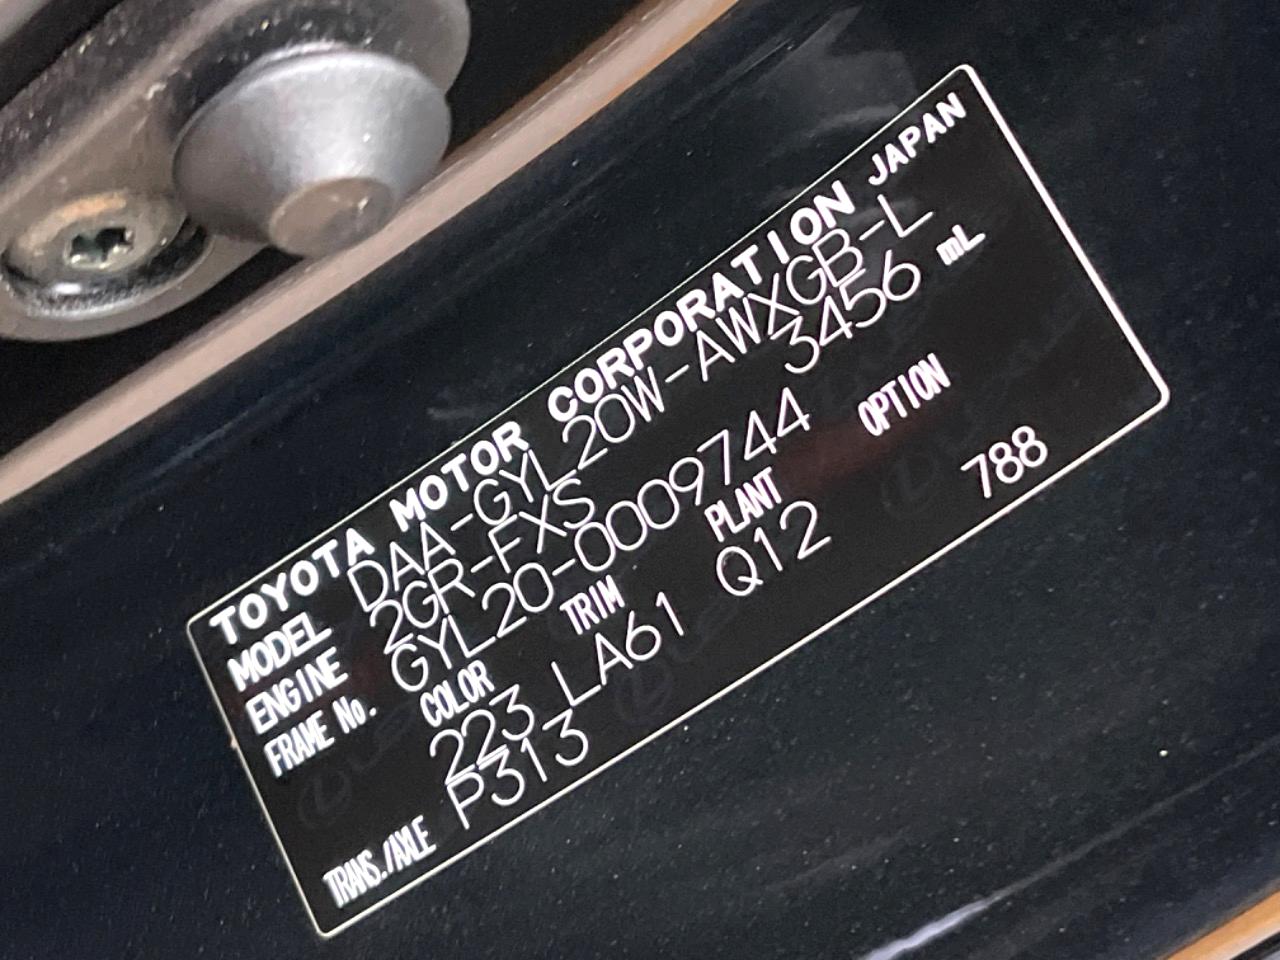 TOYOTA MOTOR CORPORATION JAPAN
MODEL DAA-GYL20W-AWXGB-L
ENGINE 2GR-FXS 3456 mL
FRAME No. GYL20-0009744
COLOR TRIM PLANT OPTION
223 LA61 Q12 788
TRANS./AXLE P313